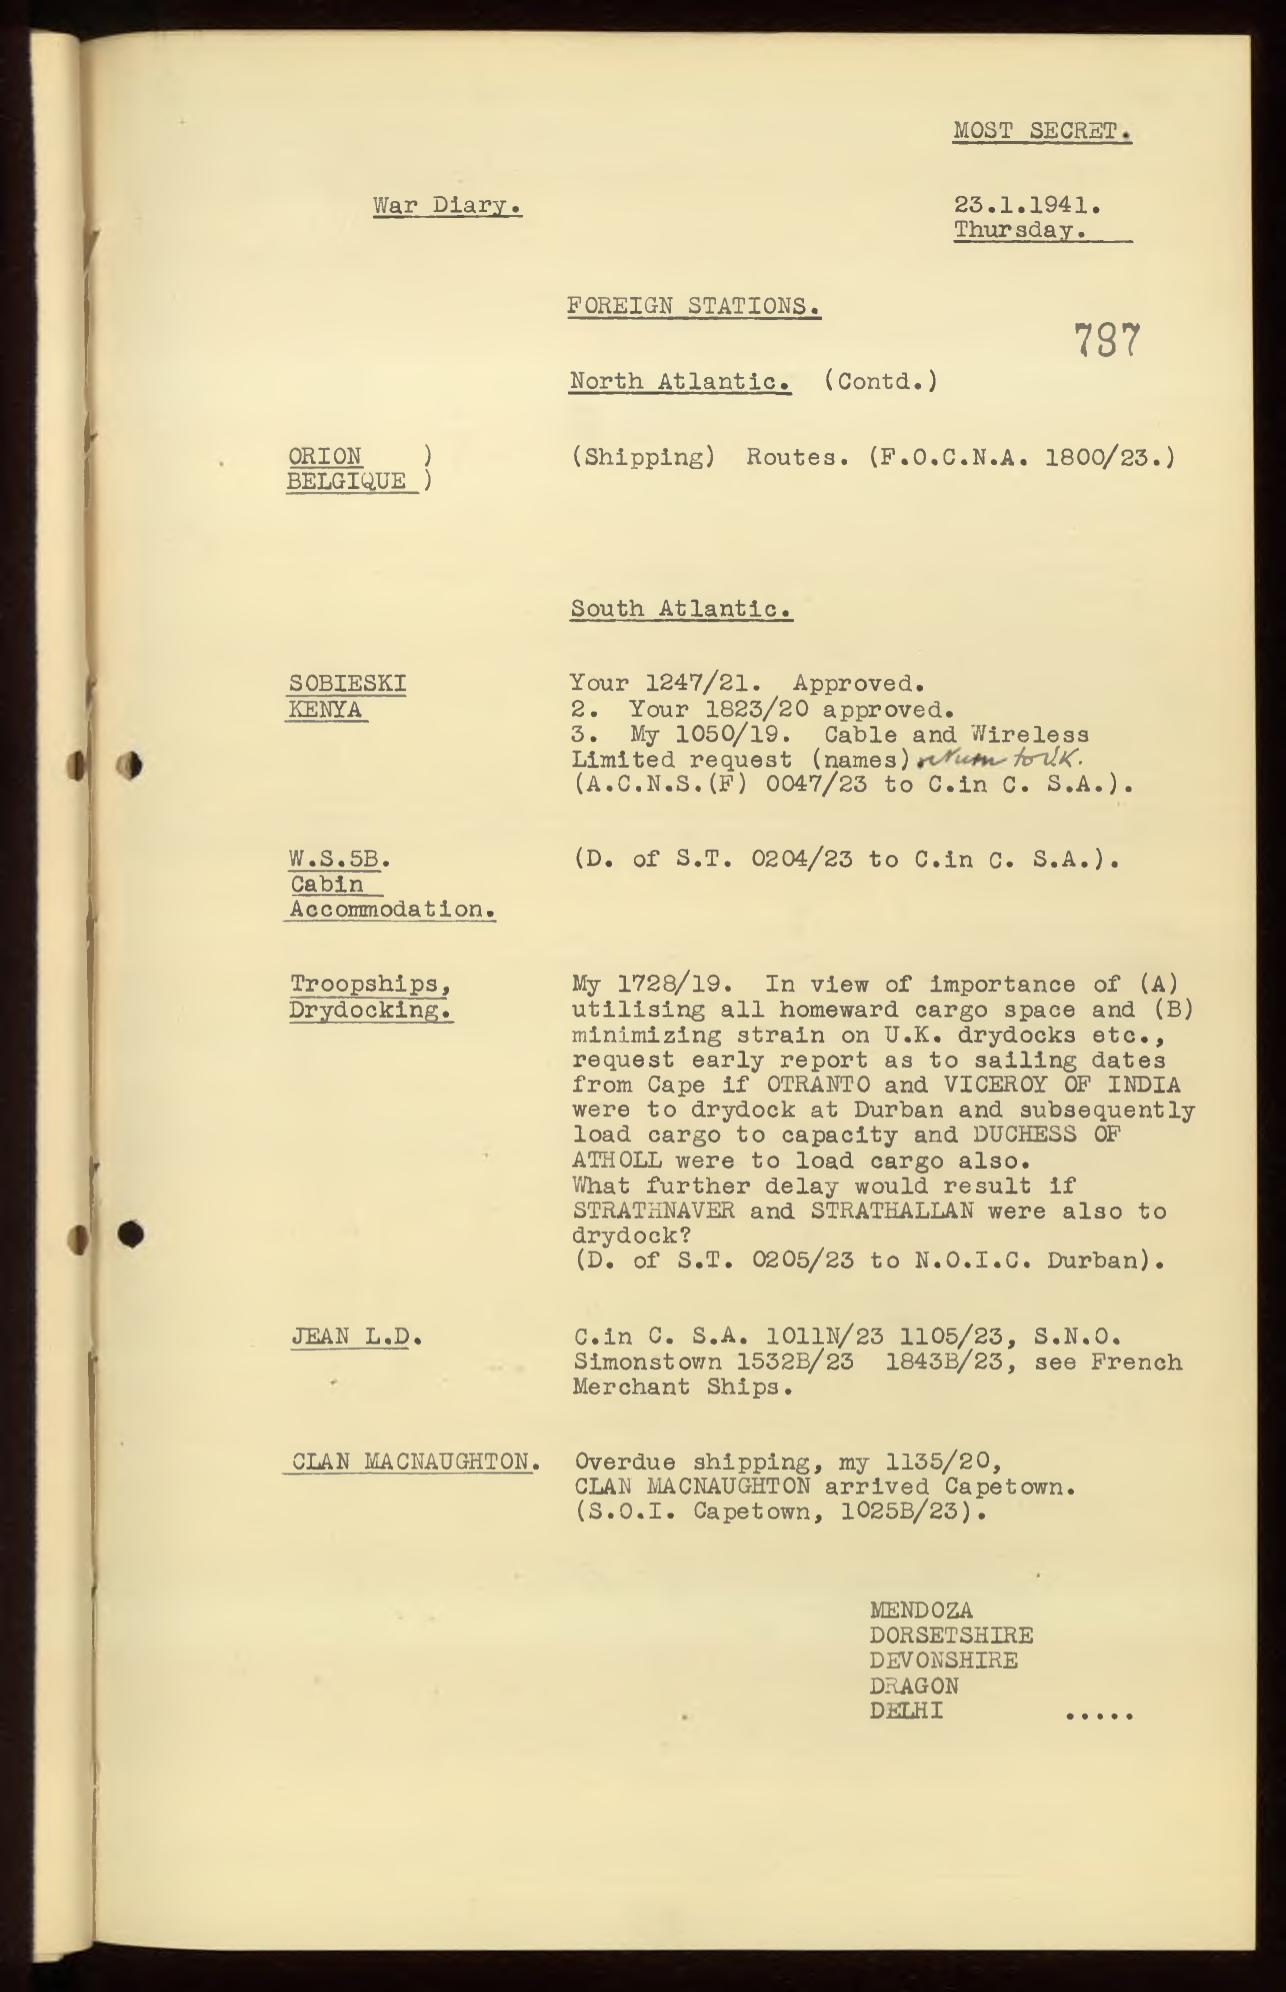 MOST SECRET.
War Diary.
23.1.1941.
Thursday.
FOREIGN STATIONS.
787
North Atlantic. (Contd.)
ORION )
BELGIQUE )
(Shipping) Routes. (F.O.C.N.A. 1800/23.)
South Atlantic.
SOBIESKI
KENYA
Your 1247/21. Approved.
2. Your 1823/20 approved.
3. My 1050/19. Cable and Wireless
Limited request (names) return to U.K.
(A.C.N.S.(F) 0047/23 to C.in C. S.A.).
W.S.5B.
Cabin
Accommodation.
(D. of S.T. 0204/23 to C.in C. S.A.).
Troopships,
Drydocking.
My 1728/19. In view of importance of (A)
utilising all homeward cargo space and (B)
minimizing strain on U.K. drydocks etc.,
request early report as to sailing dates
from Cape if OTRANTO and VICEROY OF INDIA
were to drydock at Durban and subsequently
load cargo to capacity and DUCHESS OF
ATHOLL were to load cargo also.
What further delay would result if
STRATHNAVER and STRATHALLAN were also to
drydock?
(D. of S.T. 0205/23 to N.O.I.C. Durban).
JEAN L.D.
C.in C. S.A. 1011N/23 1105/23, S.N.O.
Simonstown 1532B/23 1843B/23, see French
Merchant Ships.
CLAN MACNAUGHTON.
Overdue shipping, my 1135/20,
CLAN MACNAUGHTON arrived Capetown.
(S.O.I. Capetown, 1025B/23).
MENDOZA
DORSETSHIRE
DEVONSHIRE
DRAGON
DELHI .....